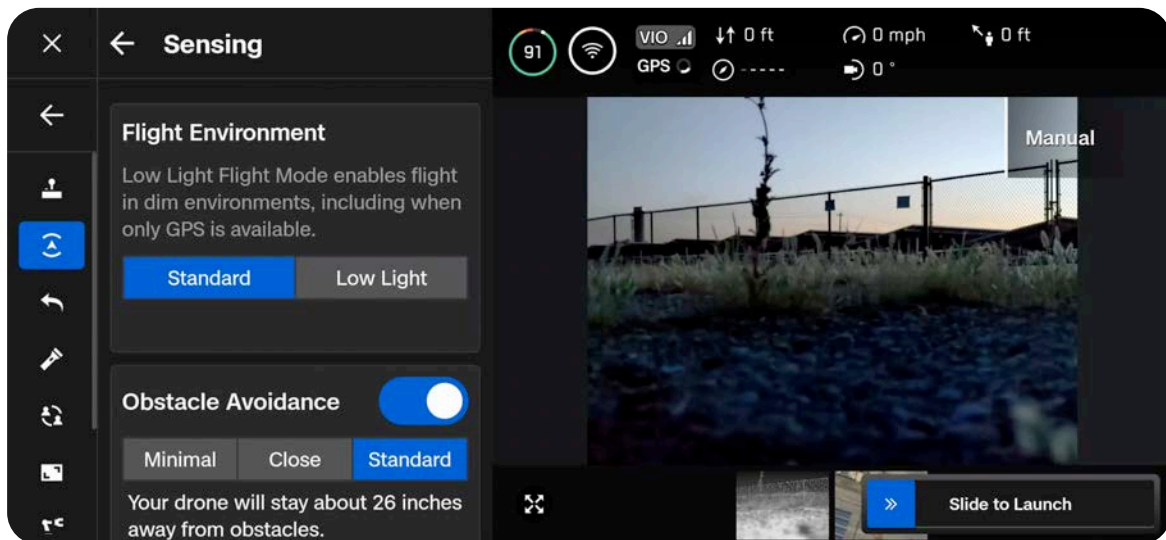 Sensing
Flight Environment
Low Light Flight Mode enables flight
in dim environments, including when
only GPS is available.
Standard Low Light
Obstacle Avoidance
Minimal Close Standard
Your drone will stay about 26 inches
away from obstacles.
91 VIO 0 ft 0 mph 0 ft
GPS ----- 0 °
Manual
Slide to Launch